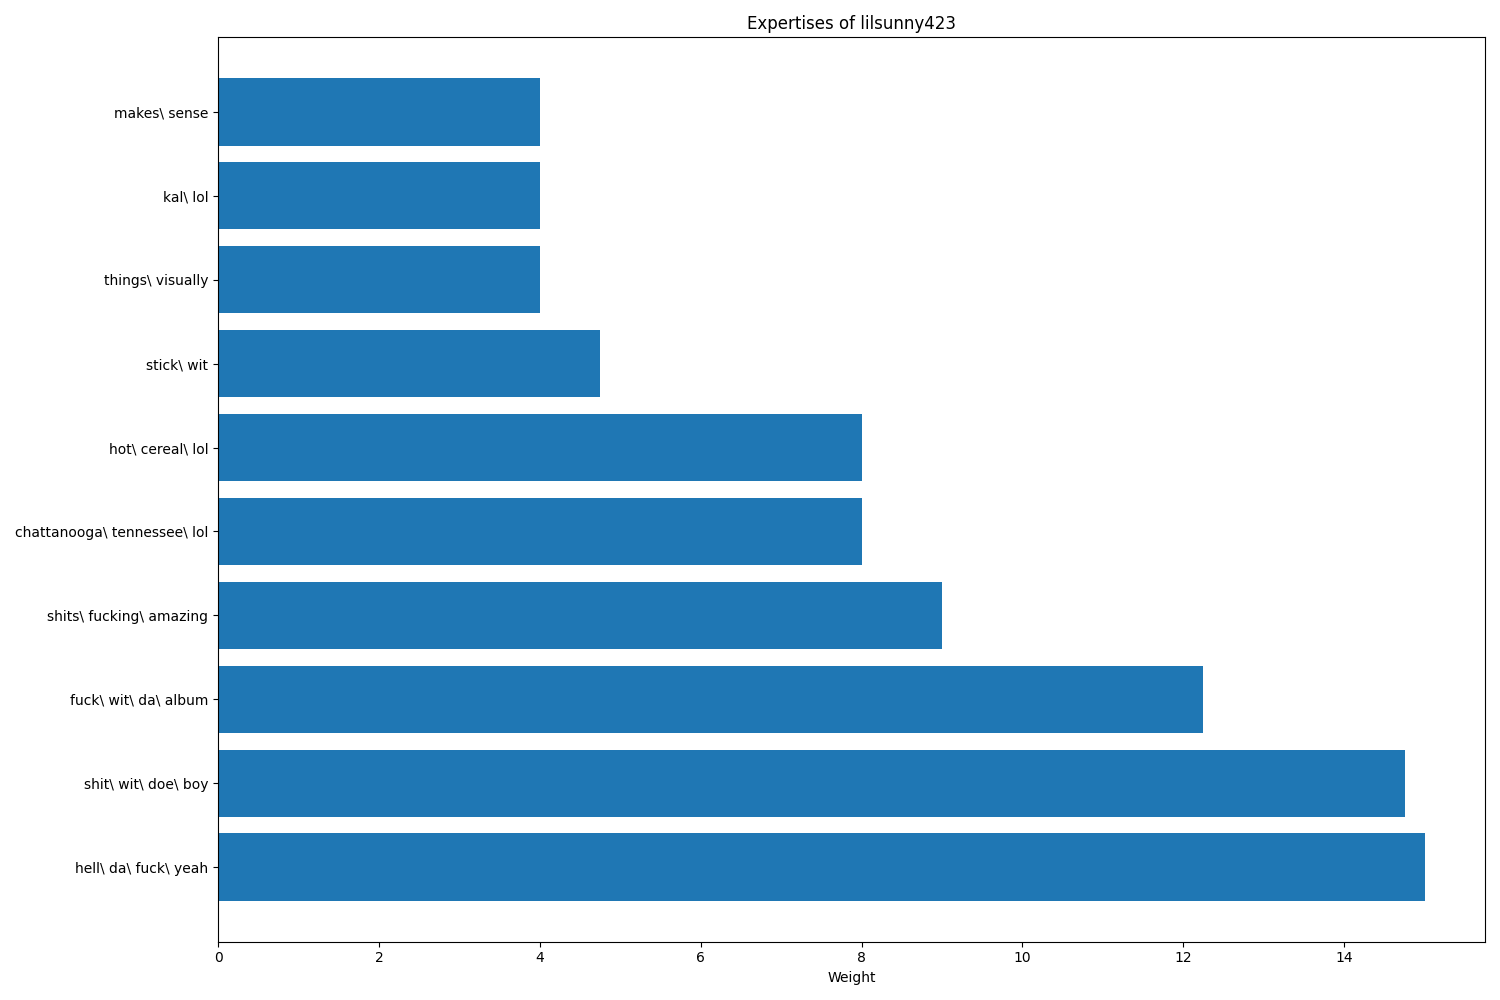 Expertises of lilsunny423
makes\ sense
kal\ lol
things\ visually
stick\ wit
hot\ cereal\ lol
chattanooga\ tennessee\ lol
shits\ fucking\ amazing
fuck\ wit\ da\ album
shit\ wit\ doe\ boy
hell\ da\ fuck\ yeah
0 2 4 6 8 10 12 14
Weight